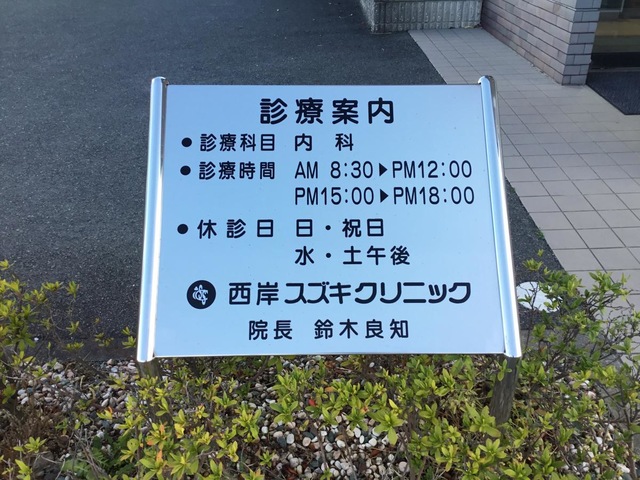 診療案内
●診療科目 内 科
●診療時間 AM 8:30▶PM12:00
PM15:00▶PM18:00
●休診日 日・祝日
水・土午後
西岸スズキクリニック
院長 鈴木良知